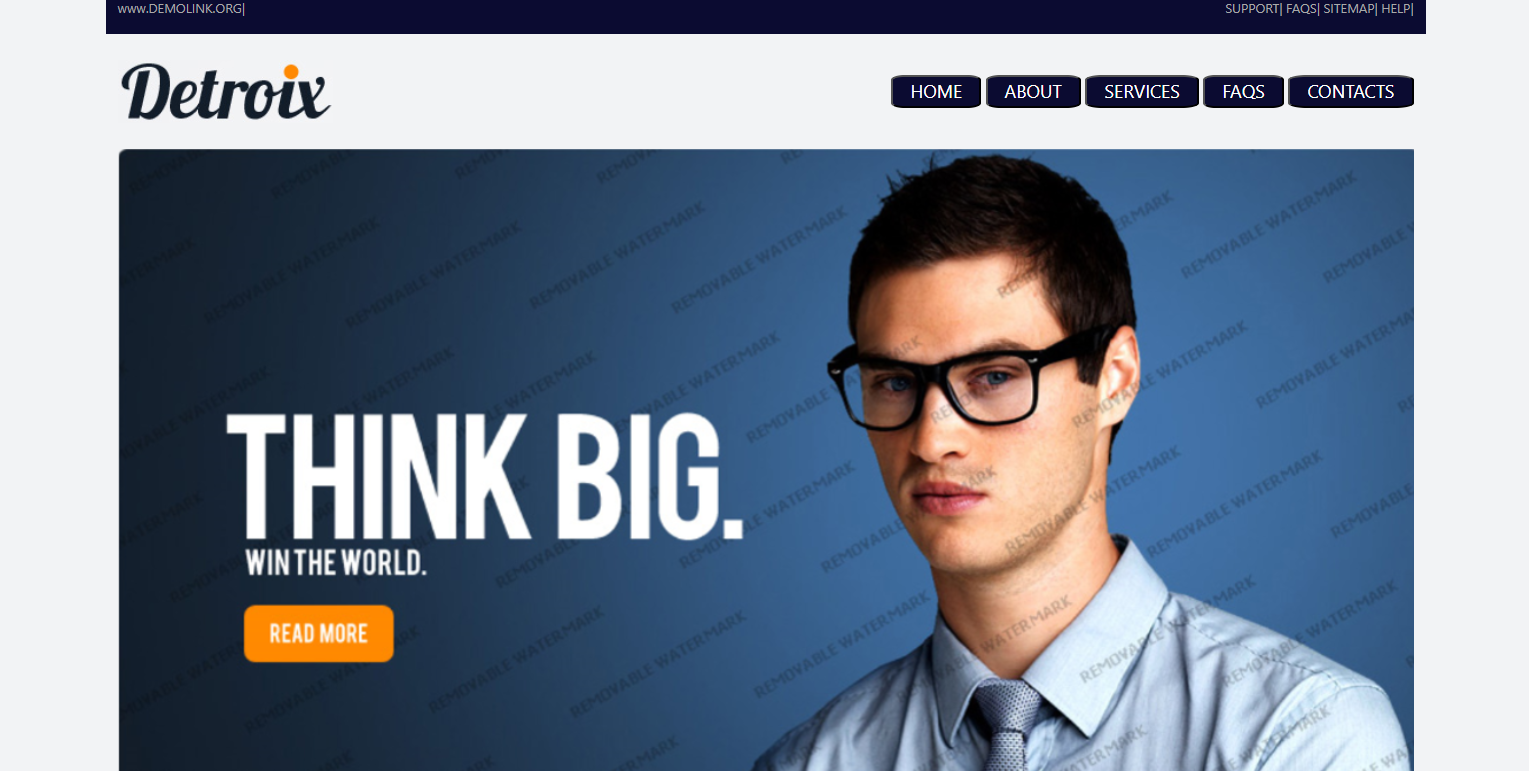 www.DEMOLINK.ORG|
SUPPORT| FAQS| SITEMAP| HELP|
Detroix
HOME ABOUT SERVICES FAQS CONTACTS
THINK BIG.
WIN THE WORLD.
READ MORE
REMOVABLE WATERMARK